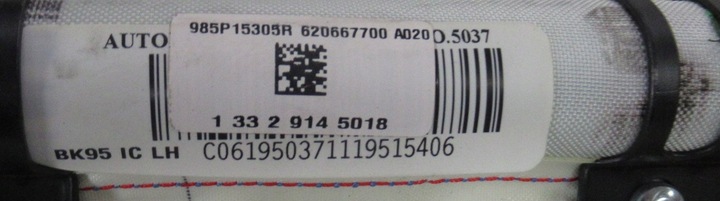 985P15305R 620667700 A020
AUTO
.5037
1 33 2 914 5018
BK95 IC LH C061950371119515406